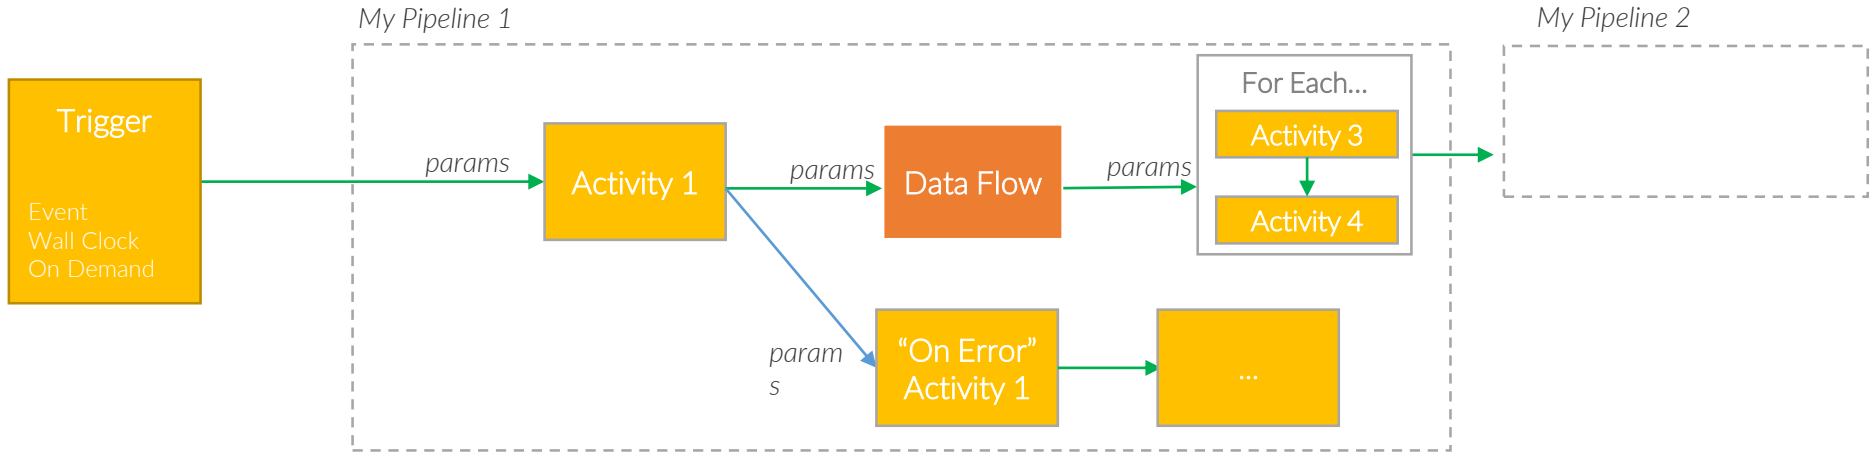 My Pipeline 1
My Pipeline 2
Trigger
Event
Wall Clock
On Demand
params
Activity 1
params
Data Flow
params
For Each...
Activity 3
Activity 4
param
s
“On Error”
Activity 1
...